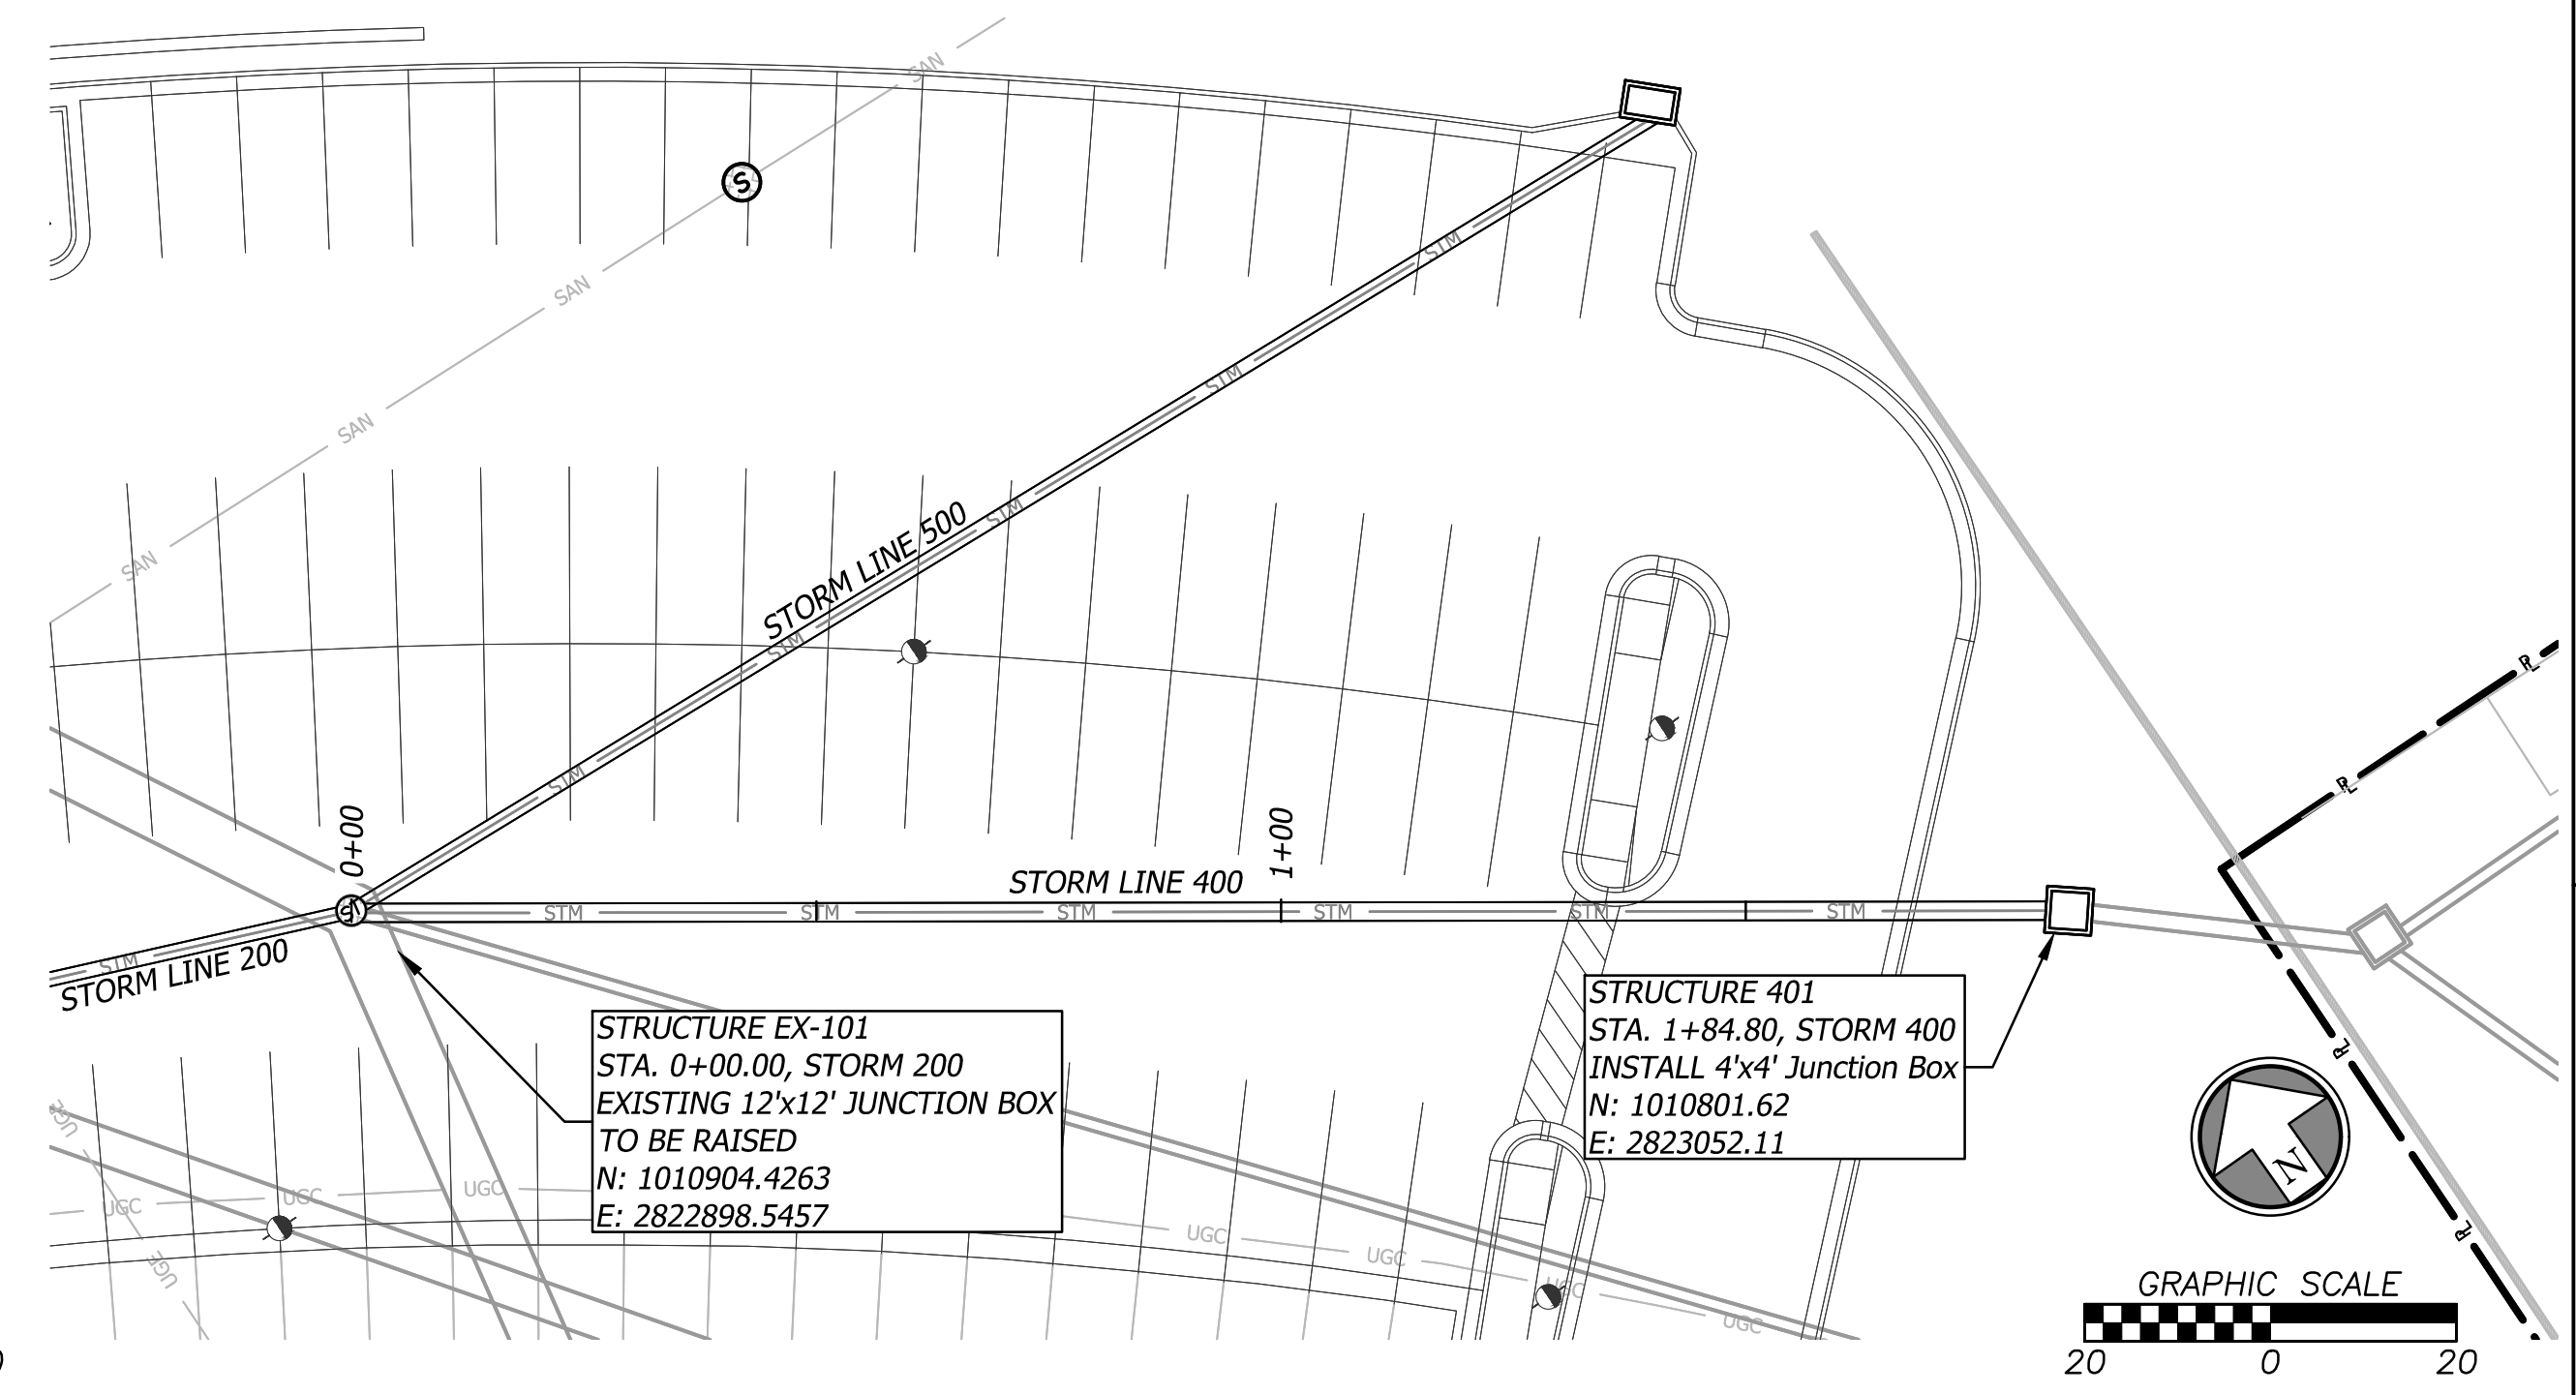 SAN
S
SAN
STM
SAN
STM
SAN
STORM LINE 500
STM
STM
STM
PL
PL
0+00
1+00
STORM LINE 400
STM
STM
STM
STM
STM
STM
STM
STORM LINE 200
STRUCTURE EX-101
STA. 0+00.00, STORM 200
EXISTING 12'x12' JUNCTION BOX
TO BE RAISED
N: 1010904.4263
E: 2822898.5457
STRUCTURE 401
STA. 1+84.80, STORM 400
INSTALL 4'x4' Junction Box
N: 1010801.62
E: 2823052.11
PL
PL
N
UGC
UGC
UGC
UGC
UGC
UGC
UGC
GRAPHIC SCALE
20 0 20